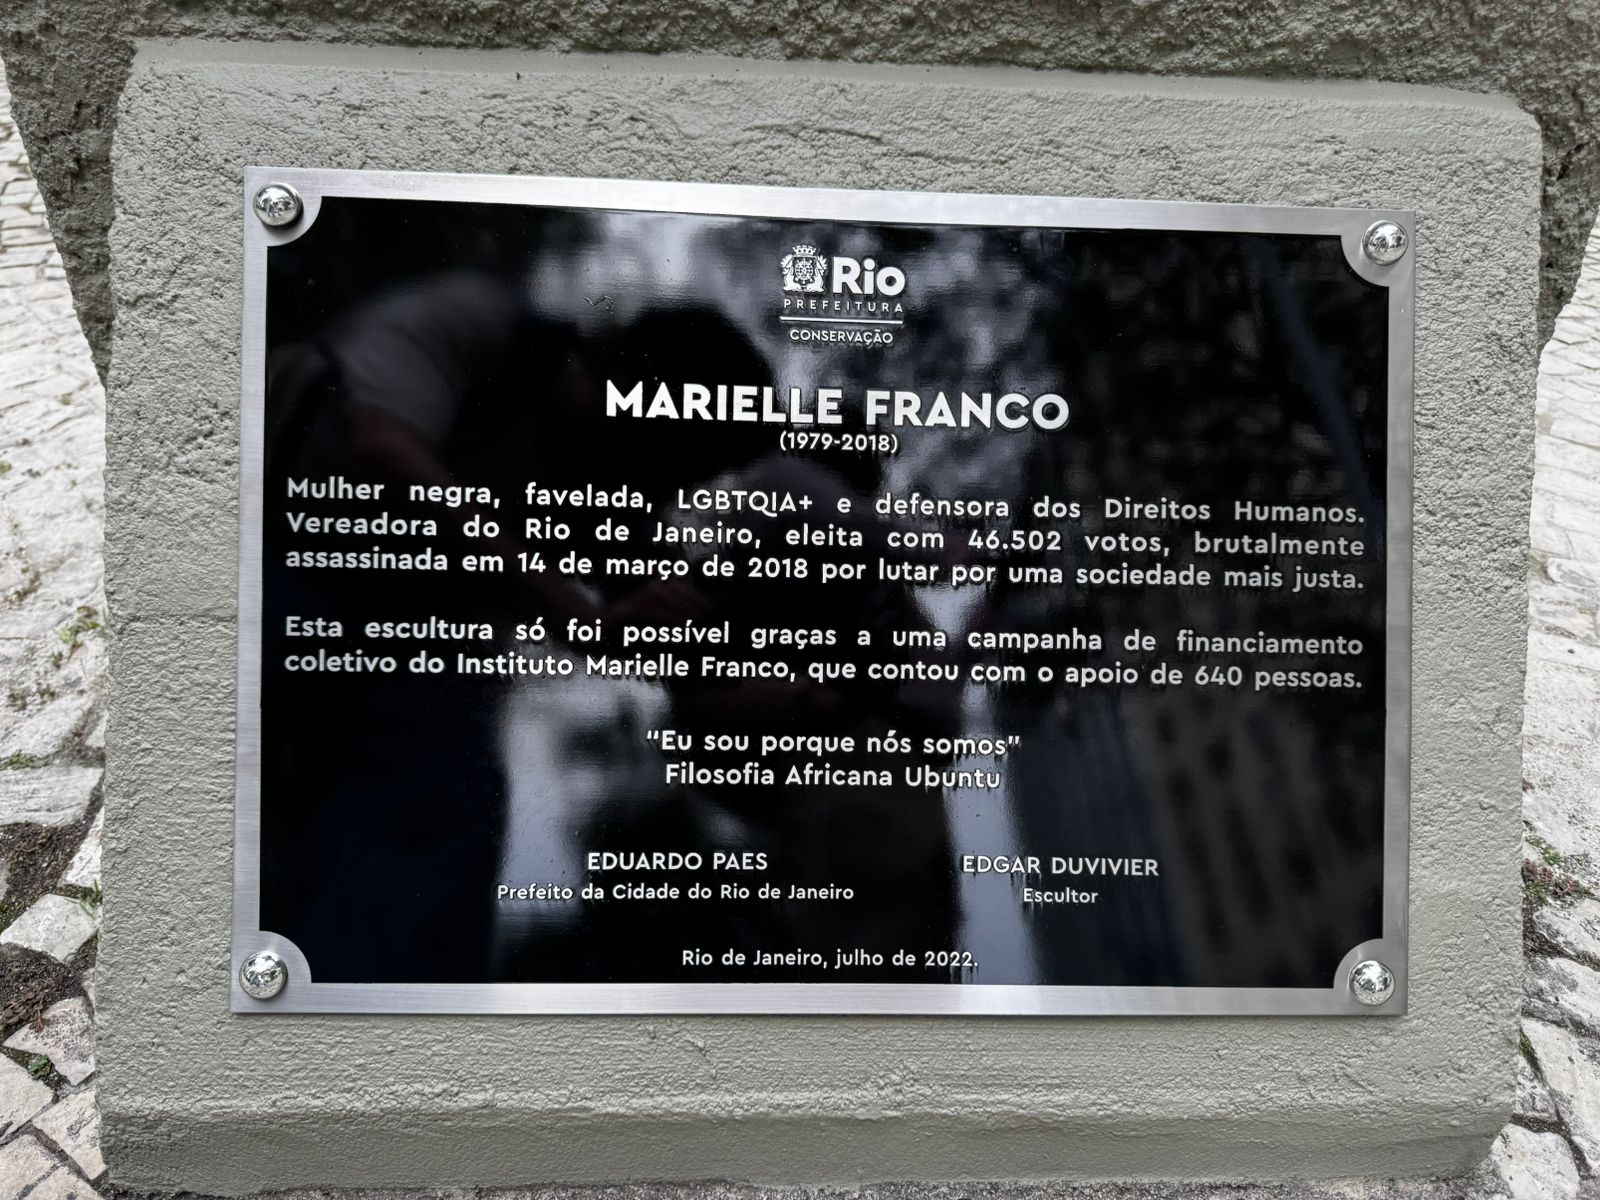 Rio
PREFEITURA
CONSERVAÇÃO
MARIELLE FRANCO
(1979-2018)
Mulher negra, favelada, LGBTQIA+ e defensora dos Direitos Humanos.
Vereadora do Rio de Janeiro, eleita com 46.502 votos, brutalmente
assassinada em 14 de março de 2018 por lutar por uma sociedade mais justa.
Esta escultura só foi possível graças a uma campanha de financiamento
coletivo do Instituto Marielle Franco, que contou com o apoio de 640 pessoas.
“Eu sou porque nós somos”
Filosofia Africana Ubuntu
EDUARDO PAES
Prefeito da Cidade do Rio de Janeiro
EDGAR DUVIVIER
Escultor
Rio de Janeiro, julho de 2022.